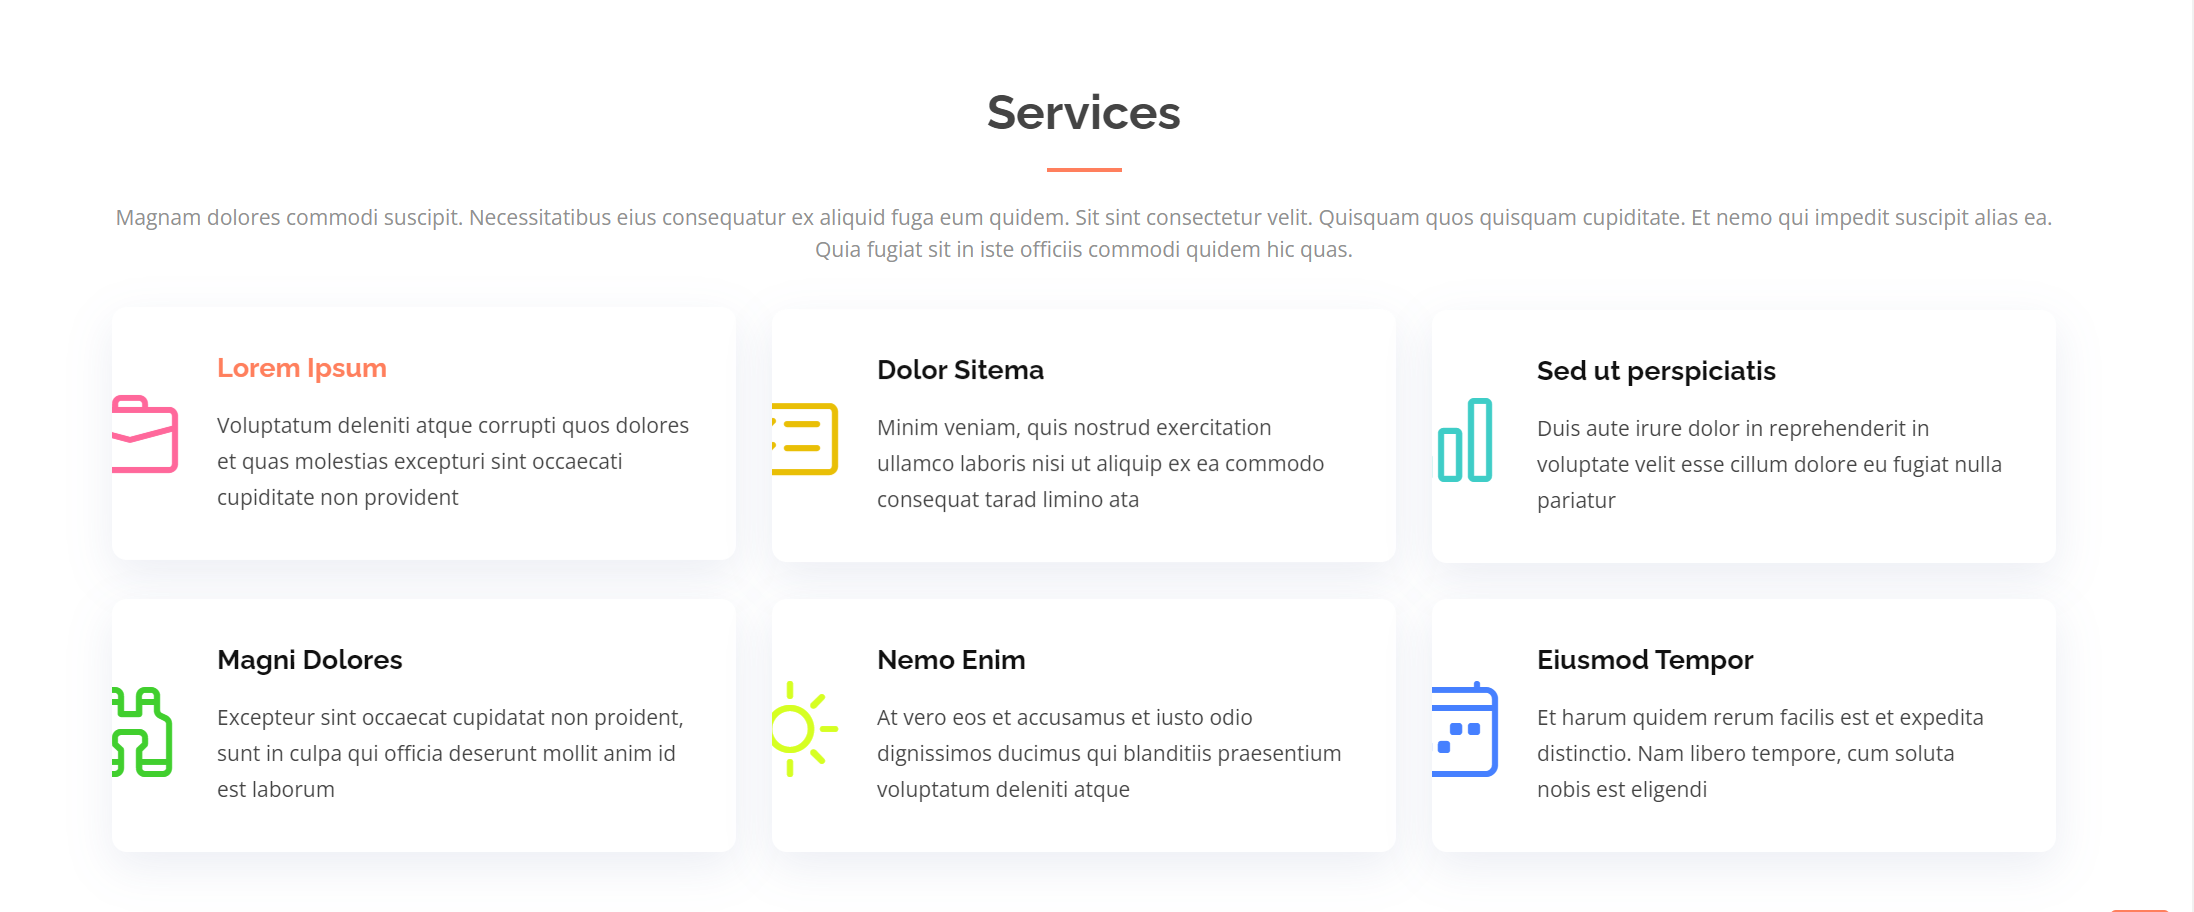 Services
Magnam dolores commodi suscipit. Necessitatibus eius consequatur ex aliquid fuga eum quidem. Sit sint consectetur velit. Quisquam quos quisquam cupiditate. Et nemo qui impedit suscipit alias ea.
Quia fugiat sit in iste officiis commodi quidem hic quas.
Lorem Ipsum
Voluptatum deleniti atque corrupti quos dolores
et quas molestias excepturi sint occaecati
cupiditate non provident
Dolor Sitema
Minim veniam, quis nostrud exercitation
ullamco laboris nisi ut aliquip ex ea commodo
consequat tarad limino ata
Sed ut perspiciatis
Duis aute irure dolor in reprehenderit in
voluptate velit esse cillum dolore eu fugiat nulla
pariatur
Magni Dolores
Excepteur sint occaecat cupidatat non proident,
sunt in culpa qui officia deserunt mollit anim id
est laborum
Nemo Enim
At vero eos et accusamus et iusto odio
dignissimos ducimus qui blanditiis praesentium
voluptatum deleniti atque
Eiusmod Tempor
Et harum quidem rerum facilis est et expedita
distinctio. Nam libero tempore, cum soluta
nobis est eligendi